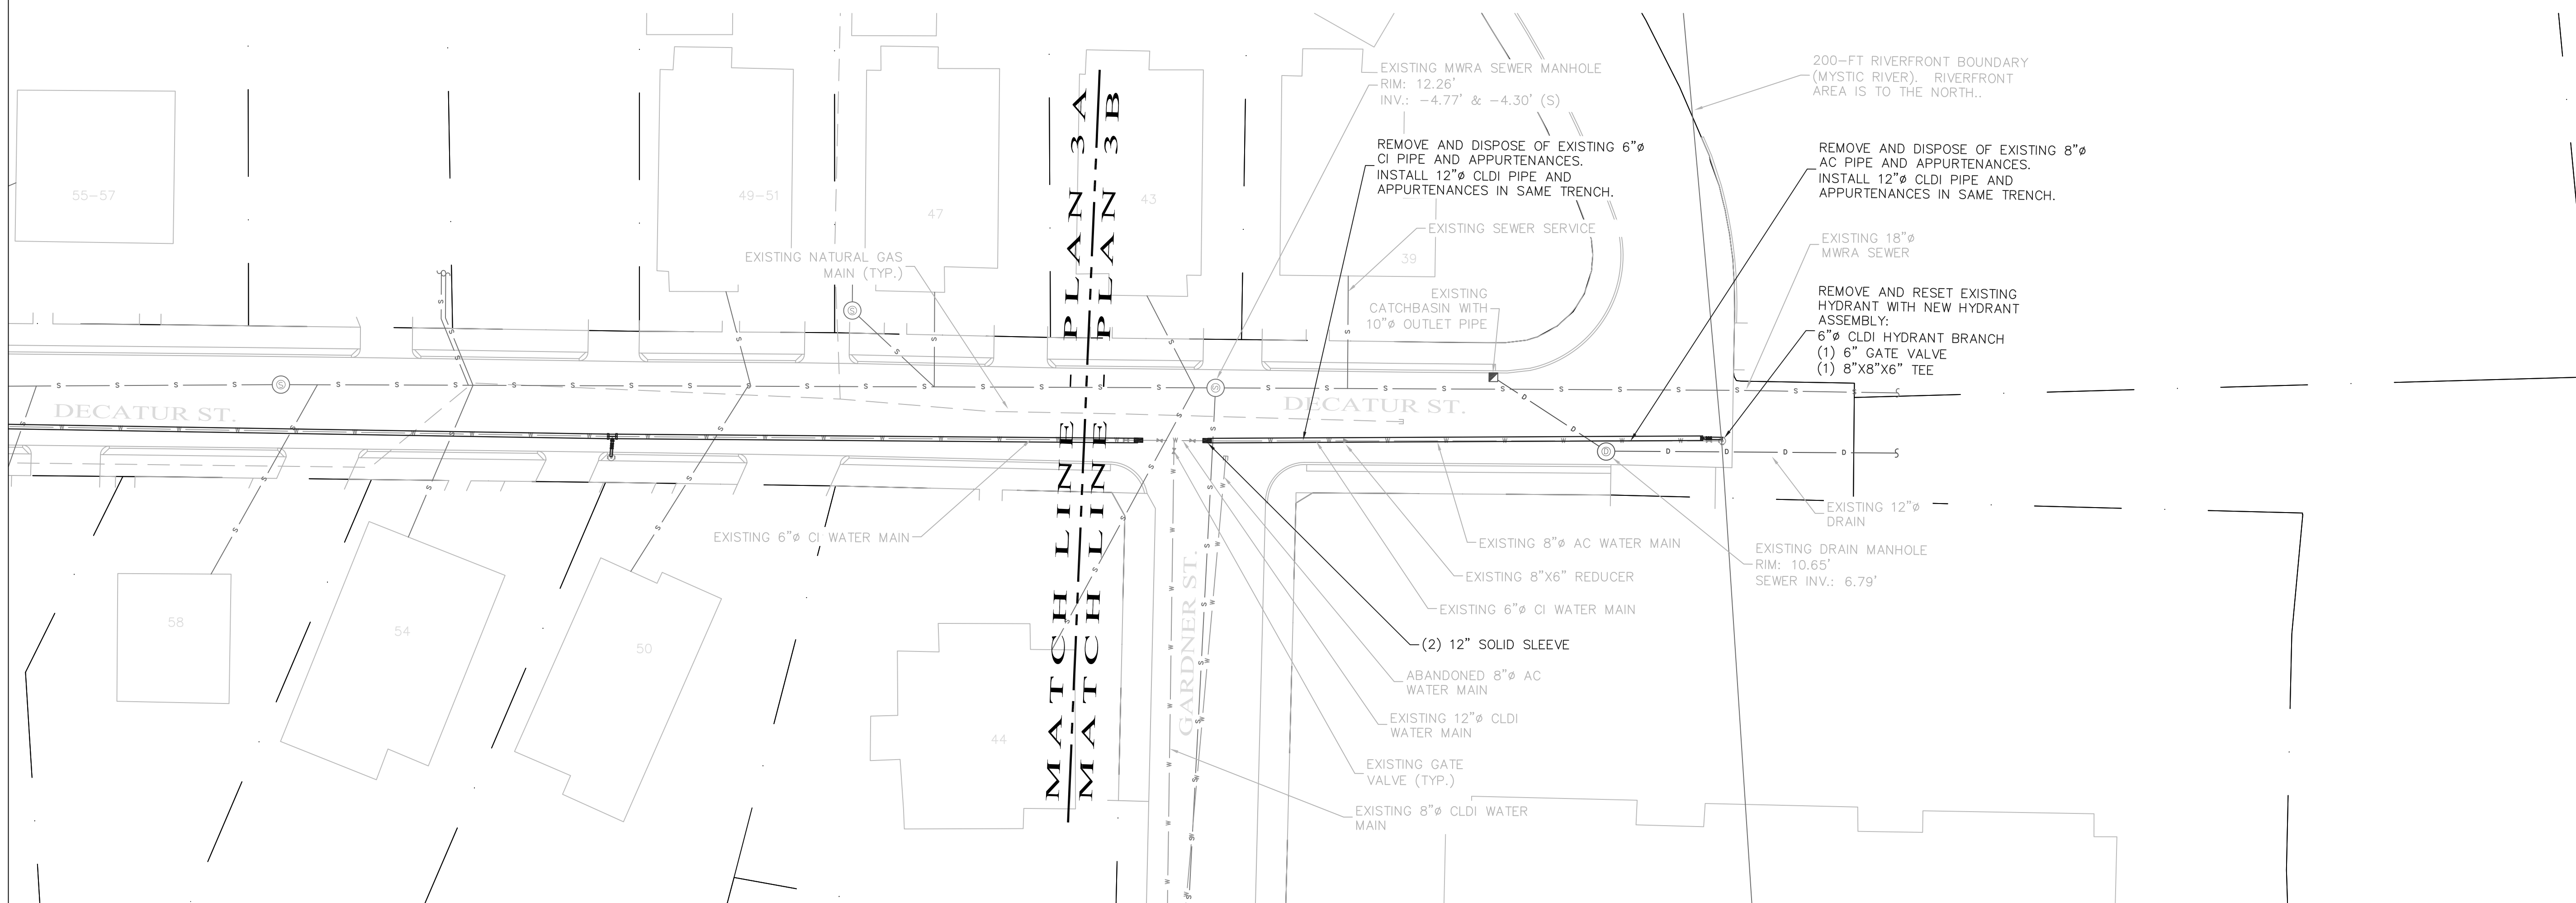 55-57
49-51
47
43
39
58
54
50
44
EXISTING MWRA SEWER MANHOLE
RIM: 12.26'
INV.: -4.77' & -4.30' (S)
200-FT RIVERFRONT BOUNDARY
(MYSTIC RIVER). RIVERFRONT
AREA IS TO THE NORTH..
REMOVE AND DISPOSE OF EXISTING 6"ø
CI PIPE AND APPURTENANCES.
INSTALL 12"ø CLDI PIPE AND
APPURTENANCES IN SAME TRENCH.
REMOVE AND DISPOSE OF EXISTING 8"ø
AC PIPE AND APPURTENANCES.
INSTALL 12"ø CLDI PIPE AND
APPURTENANCES IN SAME TRENCH.
EXISTING SEWER SERVICE
EXISTING 18"ø
MWRA SEWER
EXISTING NATURAL GAS
MAIN (TYP.)
EXISTING
CATCHBASIN WITH
10"ø OUTLET PIPE
REMOVE AND RESET EXISTING
HYDRANT WITH NEW HYDRANT
ASSEMBLY:
6"ø CLDI HYDRANT BRANCH
(1) 6" GATE VALVE
(1) 8"X8"X6" TEE
DECATUR ST.
DECATUR ST.
GARDNER ST.
MATCH LINE PLAN 3A
MATCH LINE PLAN 3B
EXISTING 6"ø CI WATER MAIN
EXISTING 12"ø
DRAIN
EXISTING DRAIN MANHOLE
RIM: 10.65'
SEWER INV.: 6.79'
EXISTING 8"ø AC WATER MAIN
EXISTING 8"X6" REDUCER
EXISTING 6"ø CI WATER MAIN
(2) 12" SOLID SLEEVE
ABANDONED 8"ø AC
WATER MAIN
EXISTING 12"ø CLDI
WATER MAIN
EXISTING GATE
VALVE (TYP.)
EXISTING 8"ø CLDI WATER
MAIN